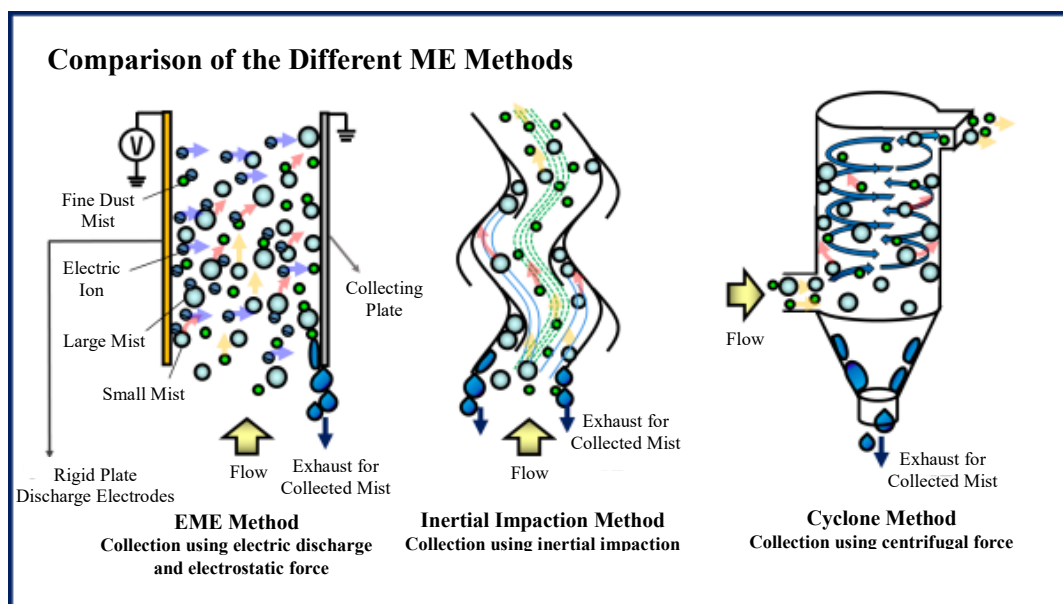 Comparison of the Different ME Methods
V
Fine Dust
Mist
Electric
Ion
Large Mist
Small Mist
Rigid Plate
Discharge Electrodes
Collecting
Plate
Flow
Exhaust for
Collected Mist
EME Method
Collection using electric discharge
and electrostatic force
Flow
Exhaust for
Collected Mist
Inertial Impaction Method
Collection using inertial impaction
Flow
Exhaust for
Collected Mist
Cyclone Method
Collection using centrifugal force